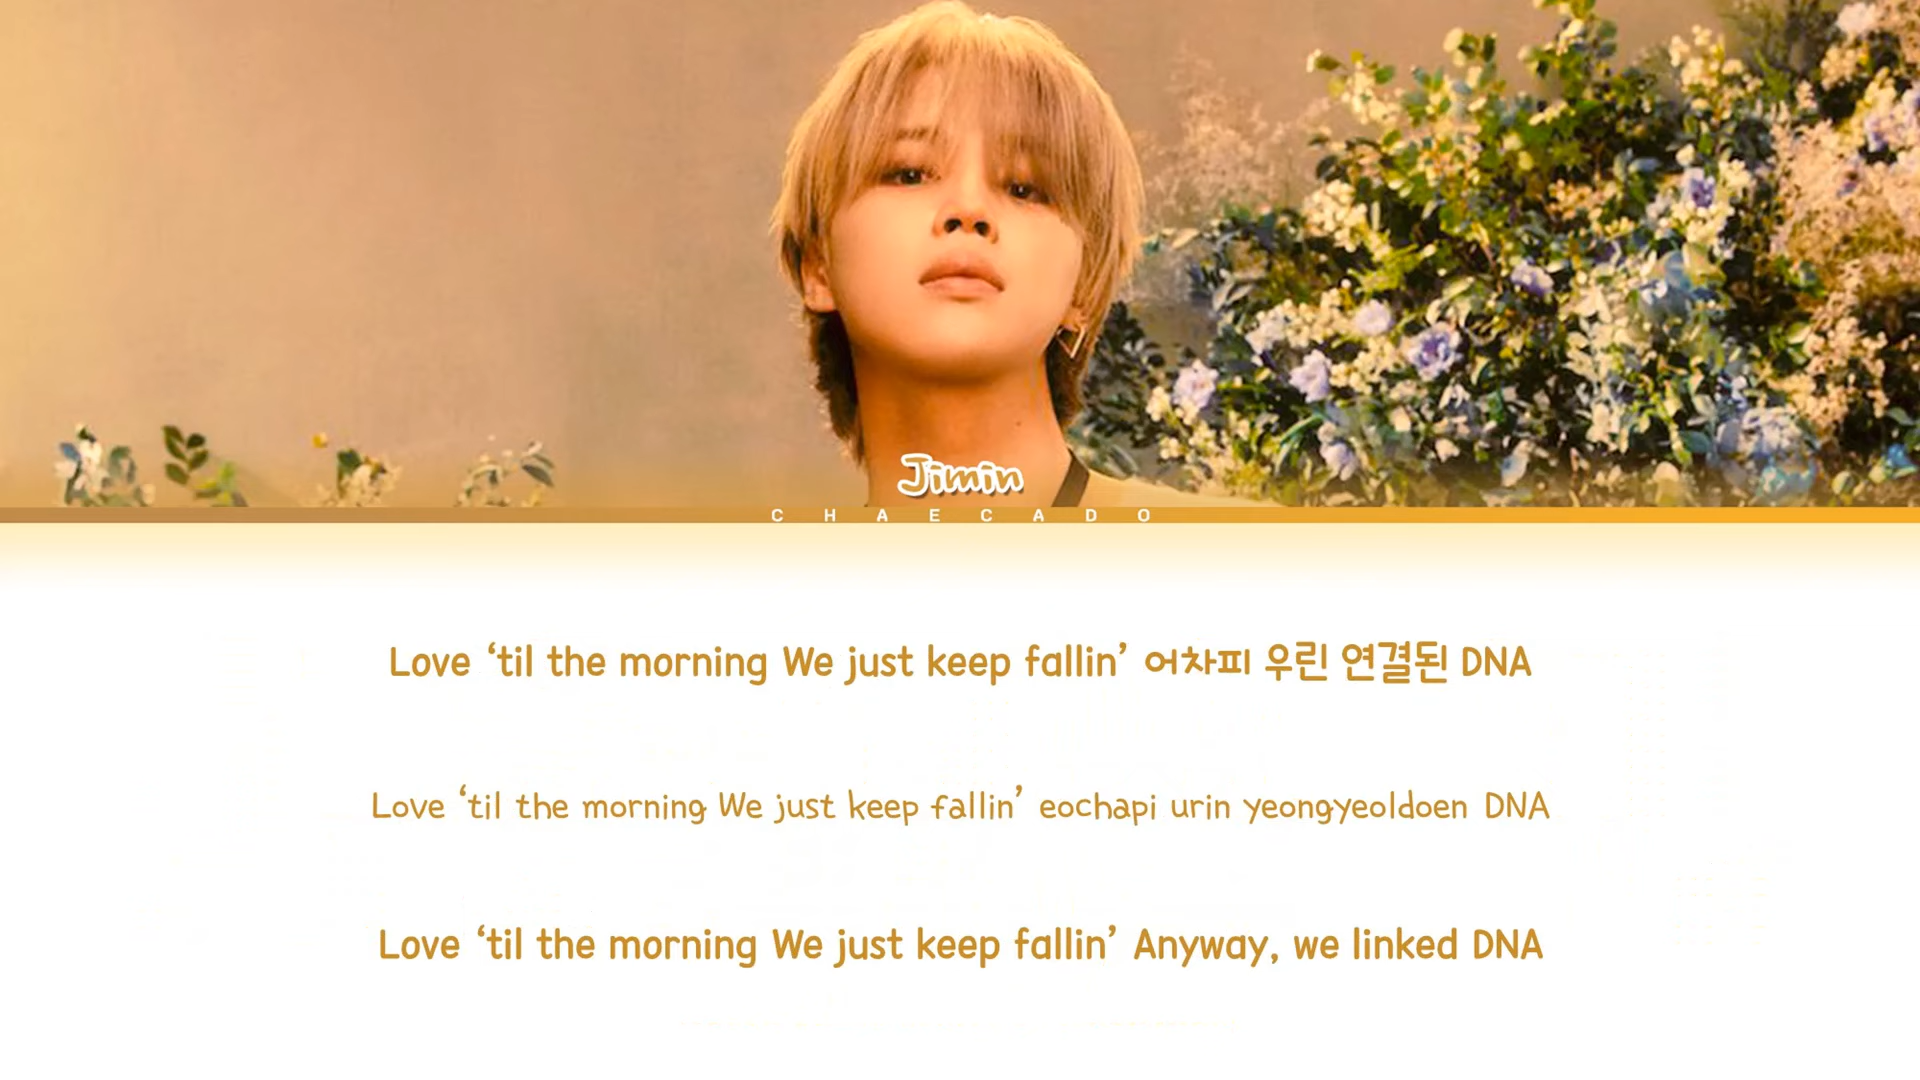 Jimin
CHAECADO
Love ‘til the morning We just keep fallin’ 어차피 우린 연결된 DNA
Love ‘til the morning We just keep fallin’ eochapi urin yeongyeoldoen DNA
Love ‘til the morning We just keep fallin’ Anyway, we linked DNA